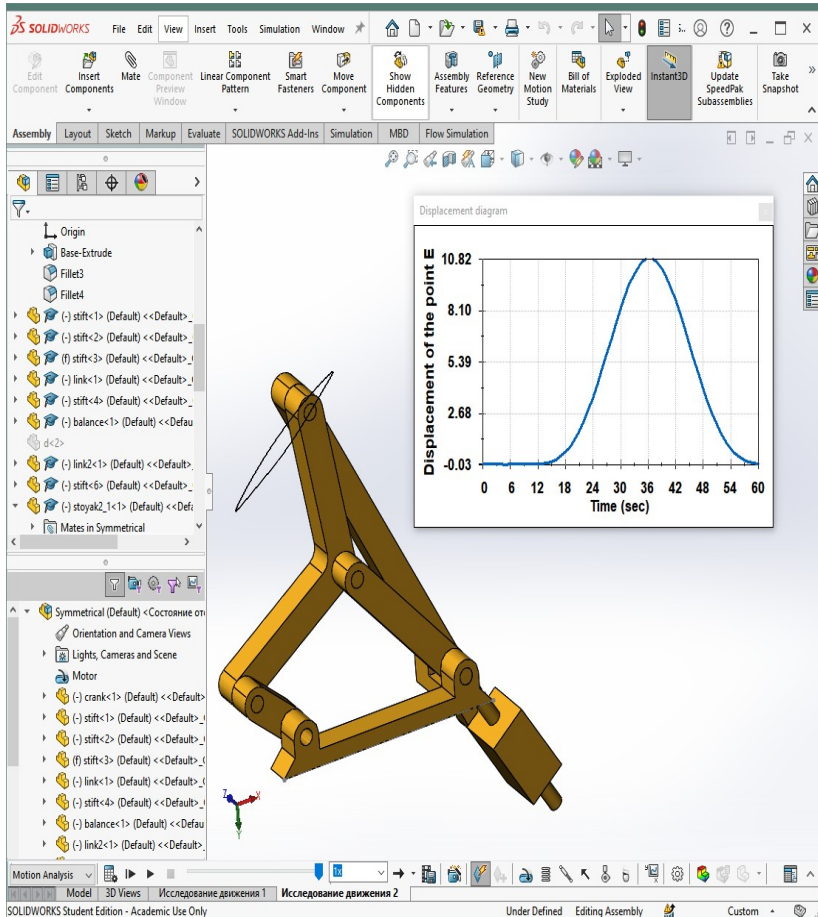 SOLIDWORKS File Edit View Insert Tools Simulation Window
Edit Component
Insert Components
Mate
Component Preview Window
Linear Component Pattern
Smart Fasteners
Move Component
Show Hidden Components
Assembly Features
Reference Geometry
New Motion Study
Bill of Materials
Exploded View
Instant3D
Update SpeedPak Subassemblies
Take Snapshot
Assembly Layout Sketch Markup Evaluate SOLIDWORKS Add-Ins Simulation MBD Flow Simulation
Origin
Base-Extrude
Fillet3
Fillet4
(-) stift<1> (Default) <<Default>_
(-) stift<2> (Default) <<Default>_
(f) stift<3> (Default) <<Default>_
(-) link<1> (Default) <<Default>_
(-) stift<4> (Default) <<Default>_
(-) balance<1> (Default) <<Defau
d<2>
(-) link2<1> (Default) <<Default>_
(-) stift<6> (Default) <<Default>_
(-) stoyak2_1<1> (Default) <<Defa
Mates in Symmetrical
Displacement diagram
Displacement of the point E
10.82
8.10
5.39
2.68
-0.03
0 6 12 18 24 30 36 42 48 54 60
Time (sec)
Symmetrical (Default) <Состояние ото
Orientation and Camera Views
Lights, Cameras and Scene
Motor
(-) crank<1> (Default) <<Default>
(-) stift<1> (Default) <<Default>_
(-) stift<2> (Default) <<Default>_
(f) stift<3> (Default) <<Default>_
(-) link<1> (Default) <<Default>_
(-) stift<4> (Default) <<Default>_
(-) balance<1> (Default) <<Defau
(-) link2<1> (Default) <<Default>_
Z X Y
Motion Analysis 1x
Model 3D Views Исследование движения 1 Исследование движения 2
SOLIDWORKS Student Edition - Academic Use Only Under Defined Editing Assembly Custom